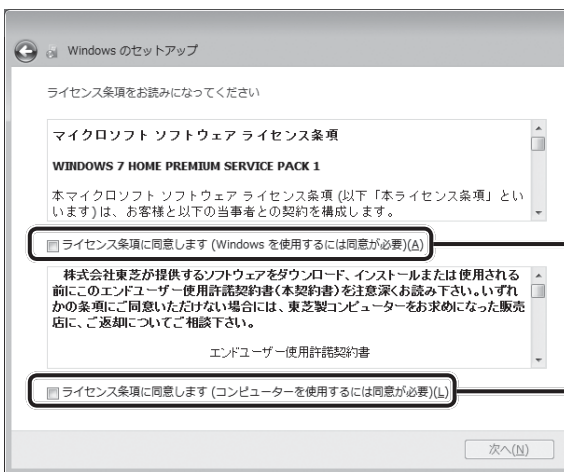 Windows のセットアップ
ライセンス条項をお読みになってください
マイクロソフト ソフトウェア ライセンス条項
WINDOWS 7 HOME PREMIUM SERVICE PACK 1
本マイクロソフト ソフトウェア ライセンス条項 (以下「本ライセンス条項」とい
います) は、お客様と以下の当事者との契約を構成します。
ライセンス条項に同意します (Windows を使用するには同意が必要)(A)
株式会社東芝が提供するソフトウェアをダウンロード、インストールまたは使用される
前にこのエンドユーザー使用許諾契約書(本契約書)を注意深くお読み下さい。いずれ
かの条項にご同意いただけない場合には、東芝製コンピューターをお求めになった販売
店に、ご返却についてご相談下さい。
エンドユーザー使用許諾契約書
ライセンス条項に同意します (コンピューターを使用するには同意が必要)(L)
次へ(N)